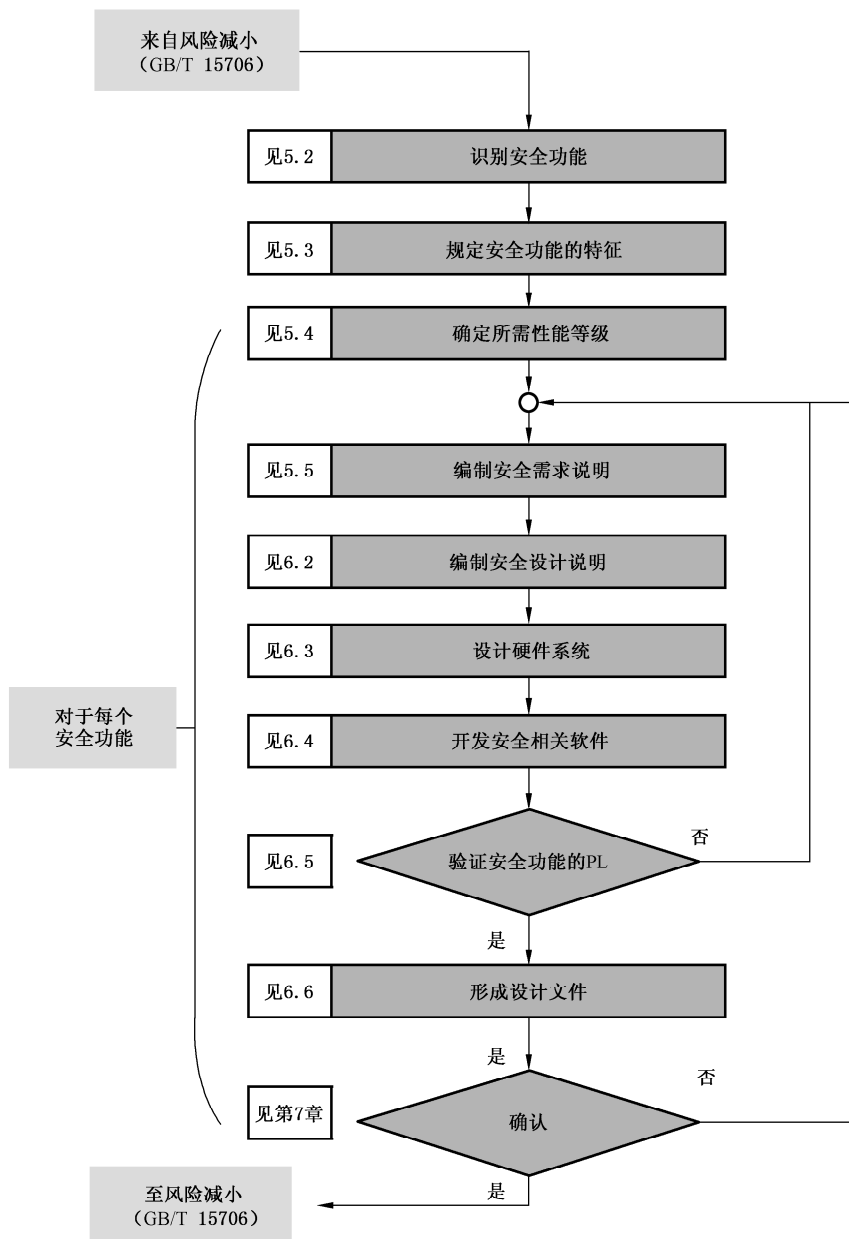 来自风险减小
（GB/T 15706）
见5.2
识别安全功能
见5.3
规定安全功能的特征
见5.4
确定所需性能等级
见5.5
编制安全需求说明
见6.2
编制安全设计说明
见6.3
设计硬件系统
对于每个
安全功能
见6.4
开发安全相关软件
否
见6.5
验证安全功能的PL
是
见6.6
形成设计文件
是
否
见第7章
确认
是
至风险减小
（GB/T 15706）